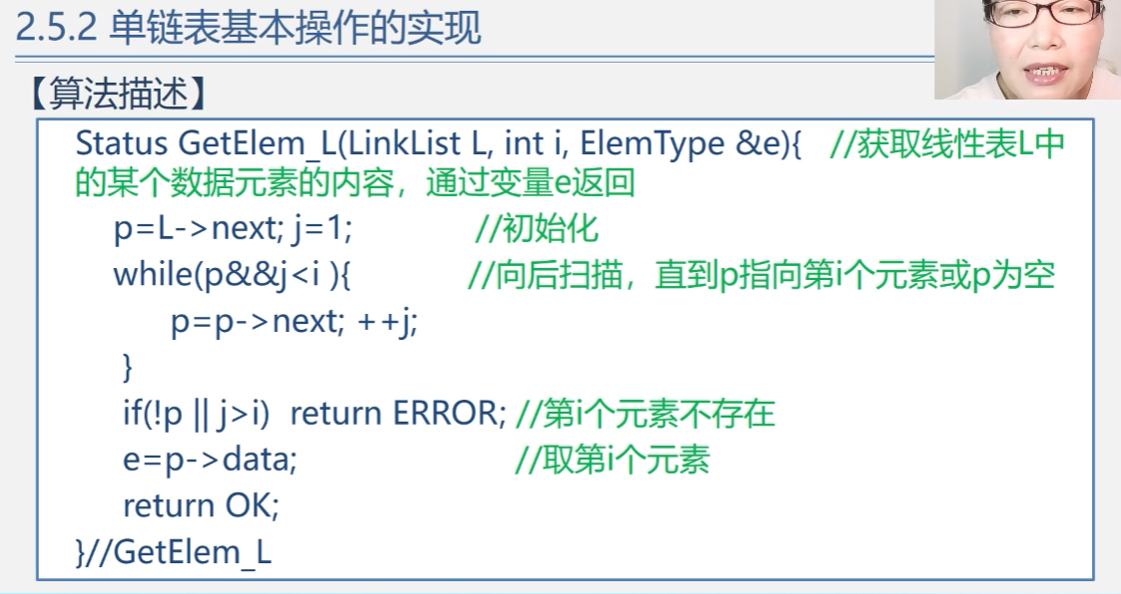 2.5.2 单链表基本操作的实现
【算法描述】
Status GetElem_L(LinkList L, int i, ElemType &e){ //获取线性表L中
的某个数据元素的内容，通过变量e返回
p=L->next; j=1; //初始化
while(p&&j<i ){ //向后扫描，直到p指向第i个元素或p为空
p=p->next; ++j;
}
if(!p || j>i) return ERROR; //第i个元素不存在
e=p->data; //取第i个元素
return OK;
}//GetElem_L